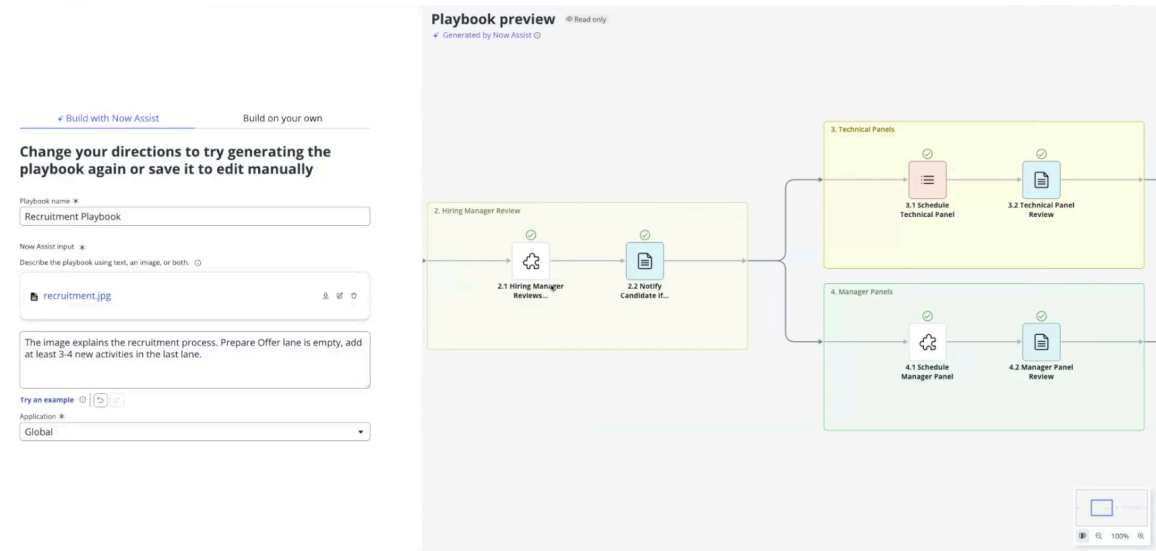 Playbook preview
Read only
Generated by Now Assist
Build with Now Assist
Build on your own
Change your directions to try generating the
playbook again or save it to edit manually
Playbook name *
Recruitment Playbook
Now Assist input *
Describe the playbook using text, an image, or both.
recruitment.jpg
The image explains the recruitment process. Prepare Offer lane is empty, add
at least 3-4 new activities in the last lane.
Try an example
Application *
Global
2. Hiring Manager Review
2.1 Hiring Manager
Reviews...
2.2 Notify
Candidate If...
3. Technical Panels
3.1 Schedule
Technical Panel
3.2 Technical Panel
Review
4. Manager Panels
4.1 Schedule
Manager Panel
4.2 Manager Panel
Review
100%